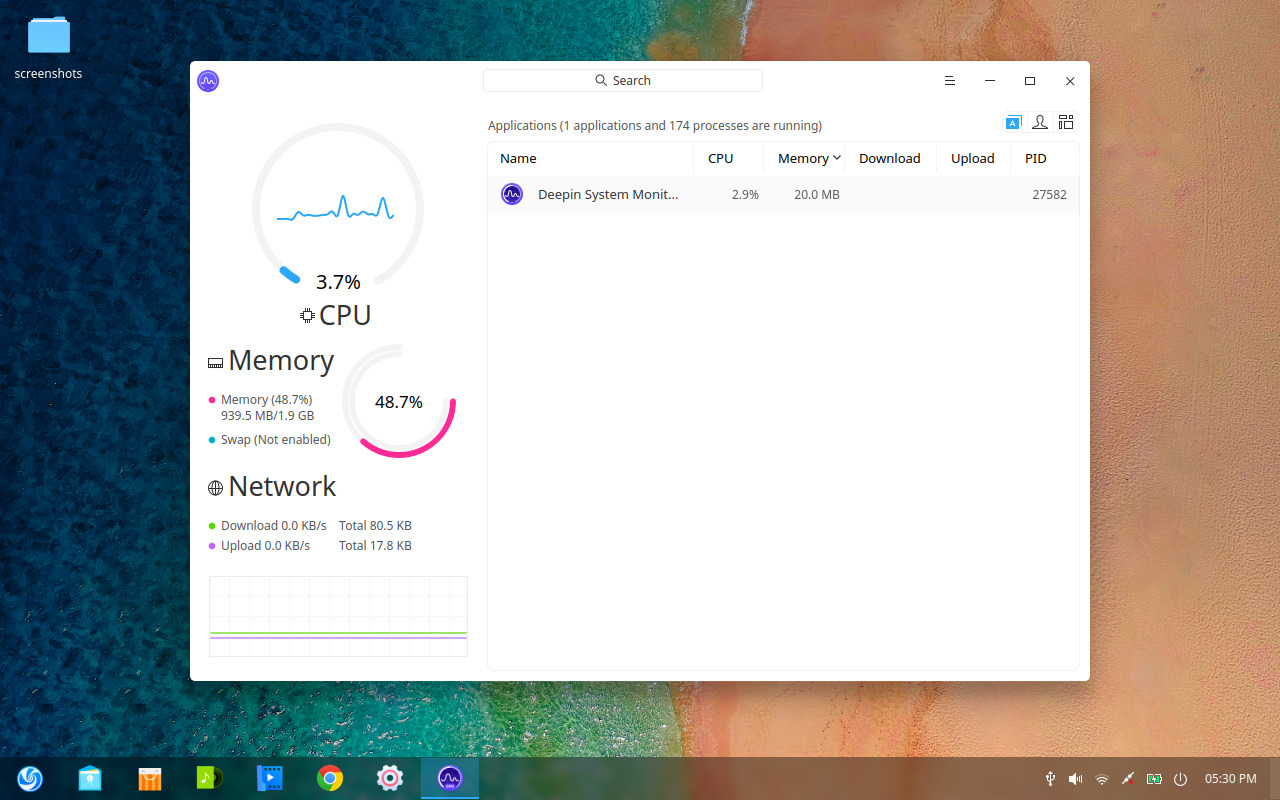 screenshots
Search
Applications (1 applications and 174 processes are running)
A
Name CPU Memory Download Upload PID
Deepin System Monit... 2.9% 20.0 MB 27582
3.7%
CPU
Memory
Memory (48.7%)
939.5 MB/1.9 GB
Swap (Not enabled)
48.7%
Network
Download 0.0 KB/s Total 80.5 KB
Upload 0.0 KB/s Total 17.8 KB
CPU
05:30 PM